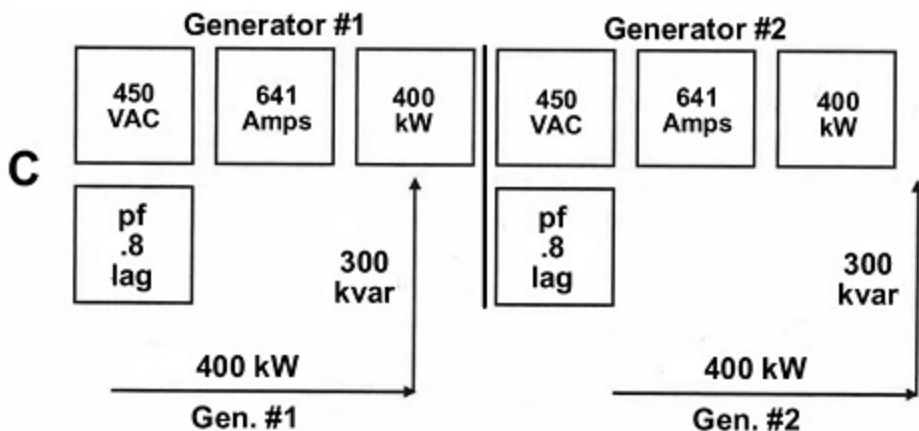 Generator #1
Generator #2
450
VAC
641
Amps
400
kW
450
VAC
641
Amps
400
kW
C
pf
.8
lag
300
kvar
pf
.8
lag
300
kvar
400 kW
400 kW
Gen. #1
Gen. #2